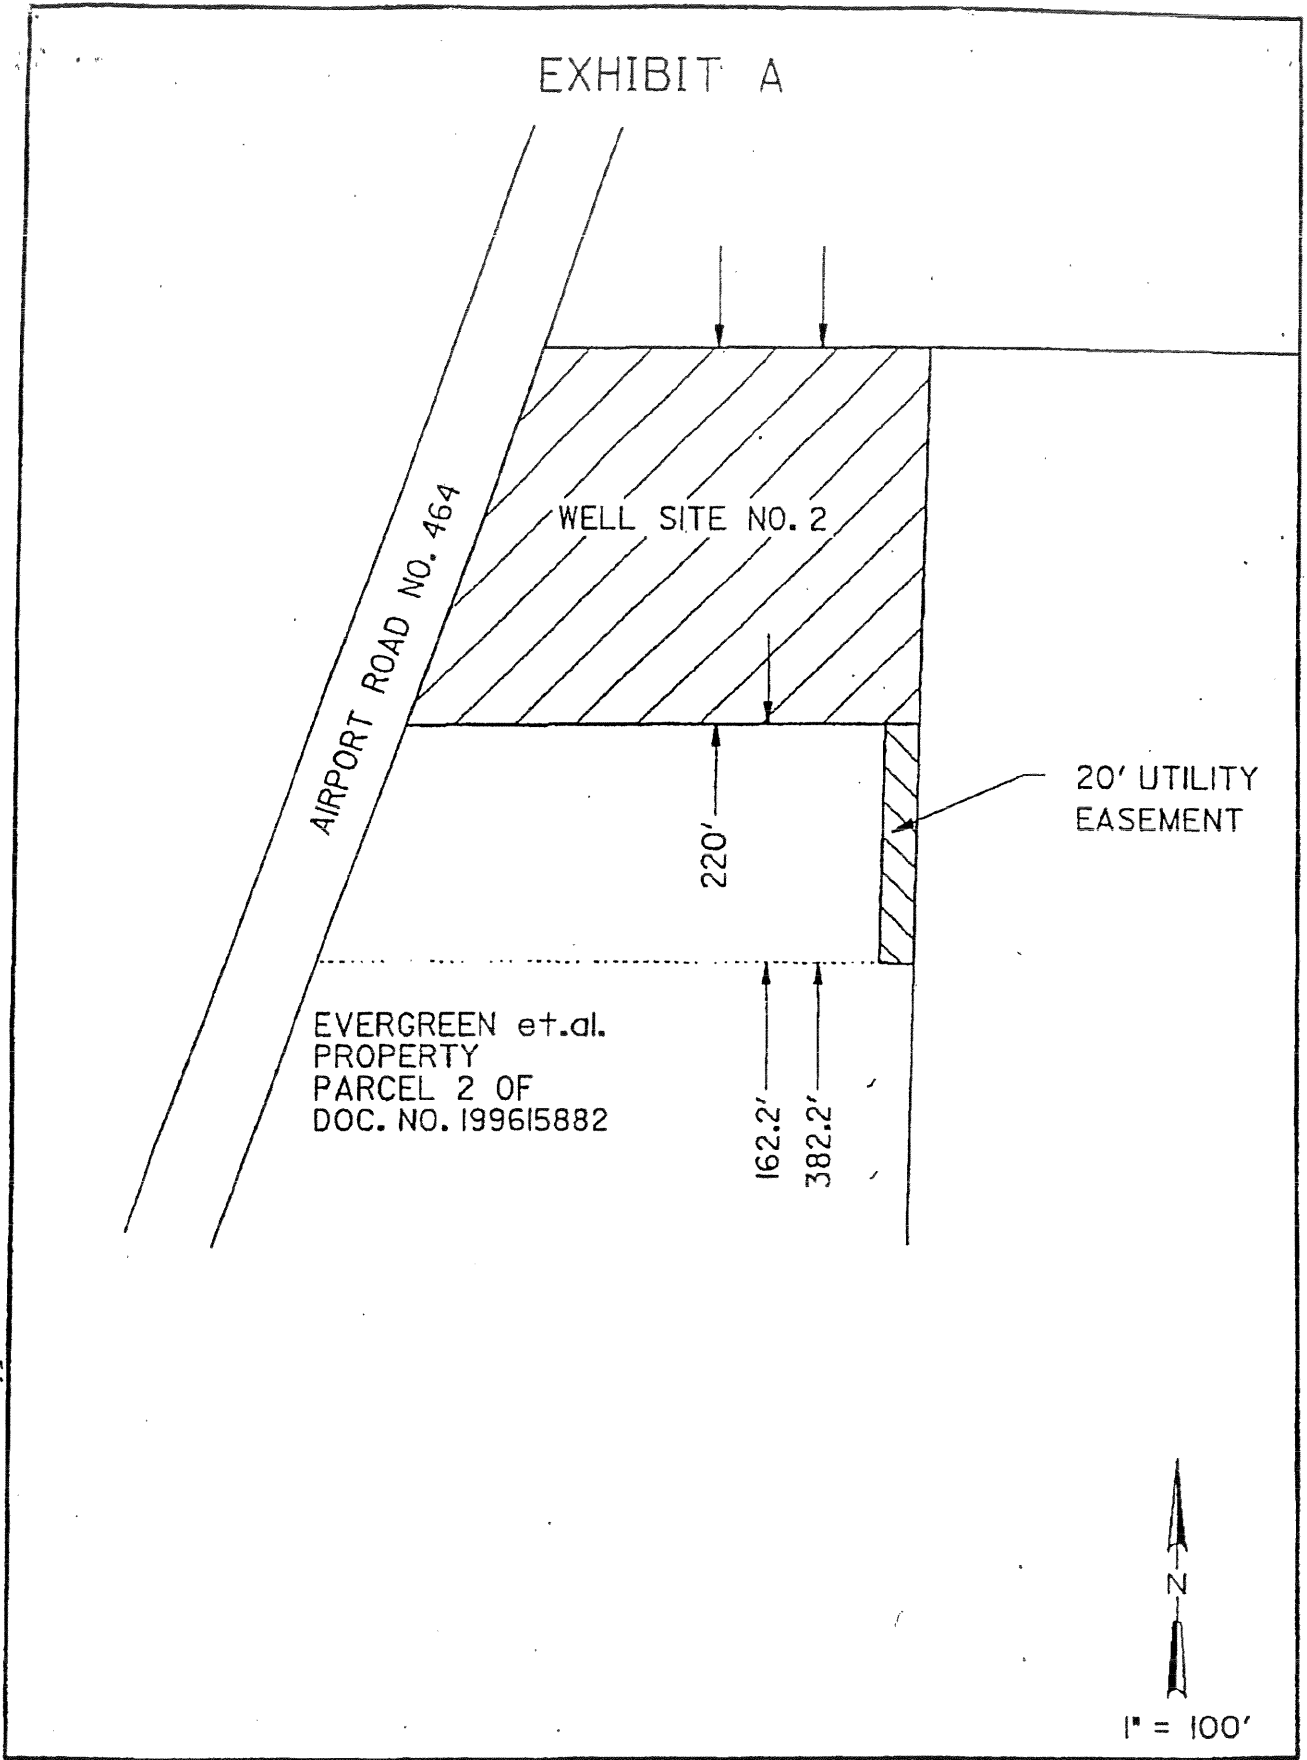 EXHIBIT A
AIRPORT ROAD NO. 464
WELL SITE NO. 2
220'
20' UTILITY
EASEMENT
EVERGREEN et.al.
PROPERTY
PARCEL 2 OF
DOC. NO. 199615882
162.2'
382.2'
N
1" = 100'